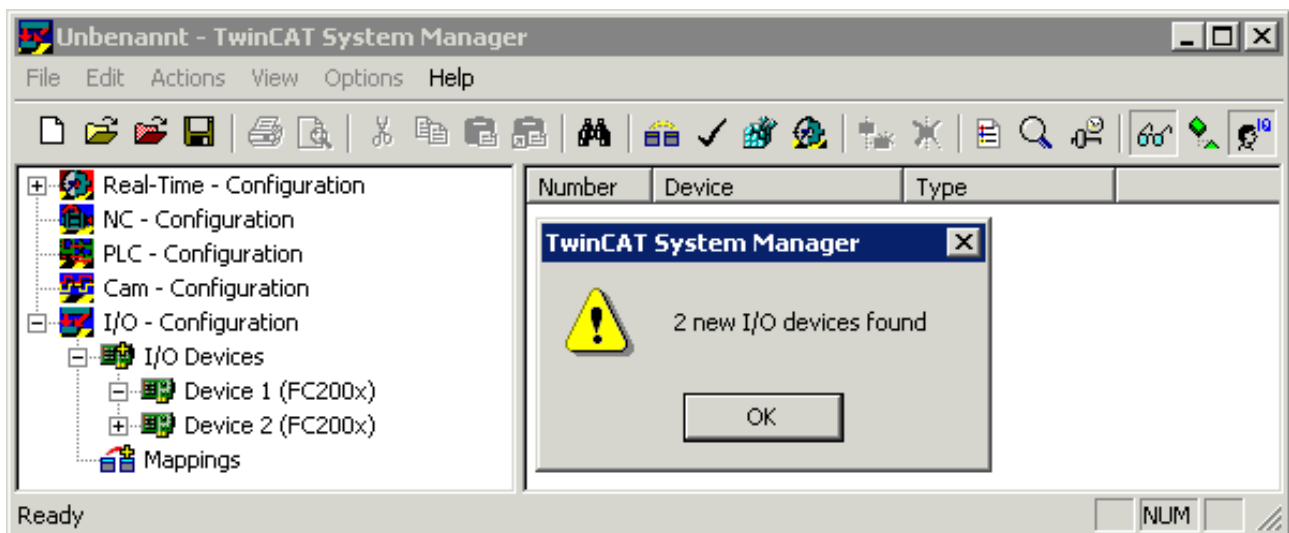 Unbenannt - TwinCAT System Manager
File Edit Actions View Options Help
Real-Time - Configuration
NC - Configuration
PLC - Configuration
Cam - Configuration
I/O - Configuration
I/O Devices
Device 1 (FC200x)
Device 2 (FC200x)
Mappings
Number Device Type
TwinCAT System Manager
2 new I/O devices found
OK
Ready NUM